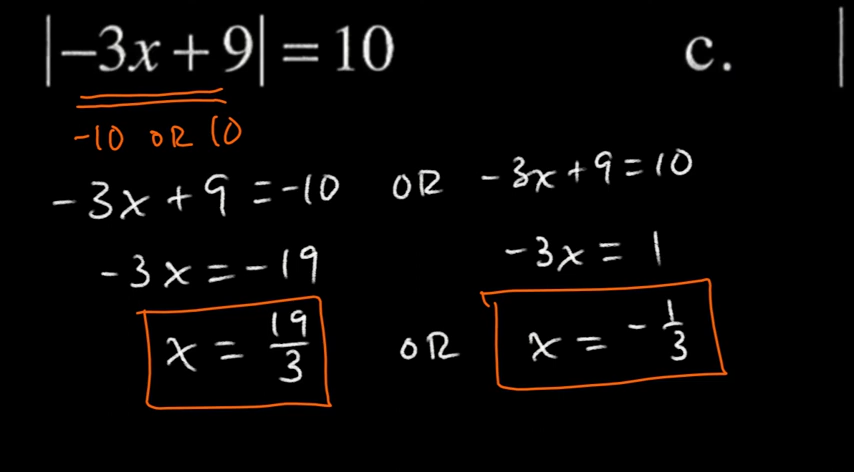 |−3x + 9| = 10
c. |
-10 OR 10
-3x + 9 = -10 OR -3x + 9 = 10
-3x = -19 -3x = 1
x = 19/3 OR x = -1/3